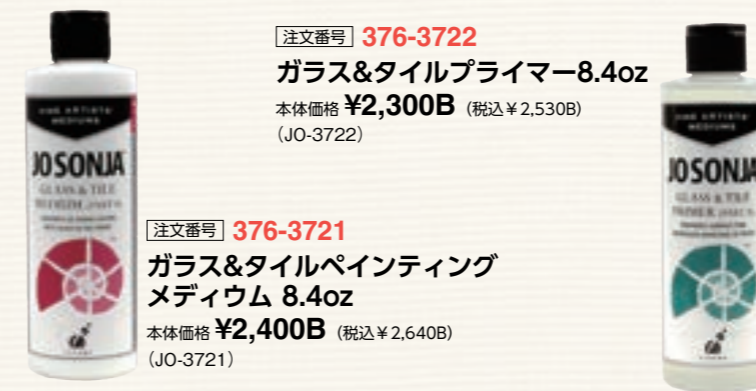 注文番号 376-3722
ガラス&タイルプライマー8.4oz
本体価格 ¥2,300B（税込￥2,530B）
（JO-3722）
注文番号 376-3721
ガラス&タイルペインティング
メディウム 8.4oz
本体価格 ¥2,400B（税込￥2,640B）
（JO-3721）
JO SONJA
GLASS & TILE
JO SONJA
GLASS & TILE
PRIMER